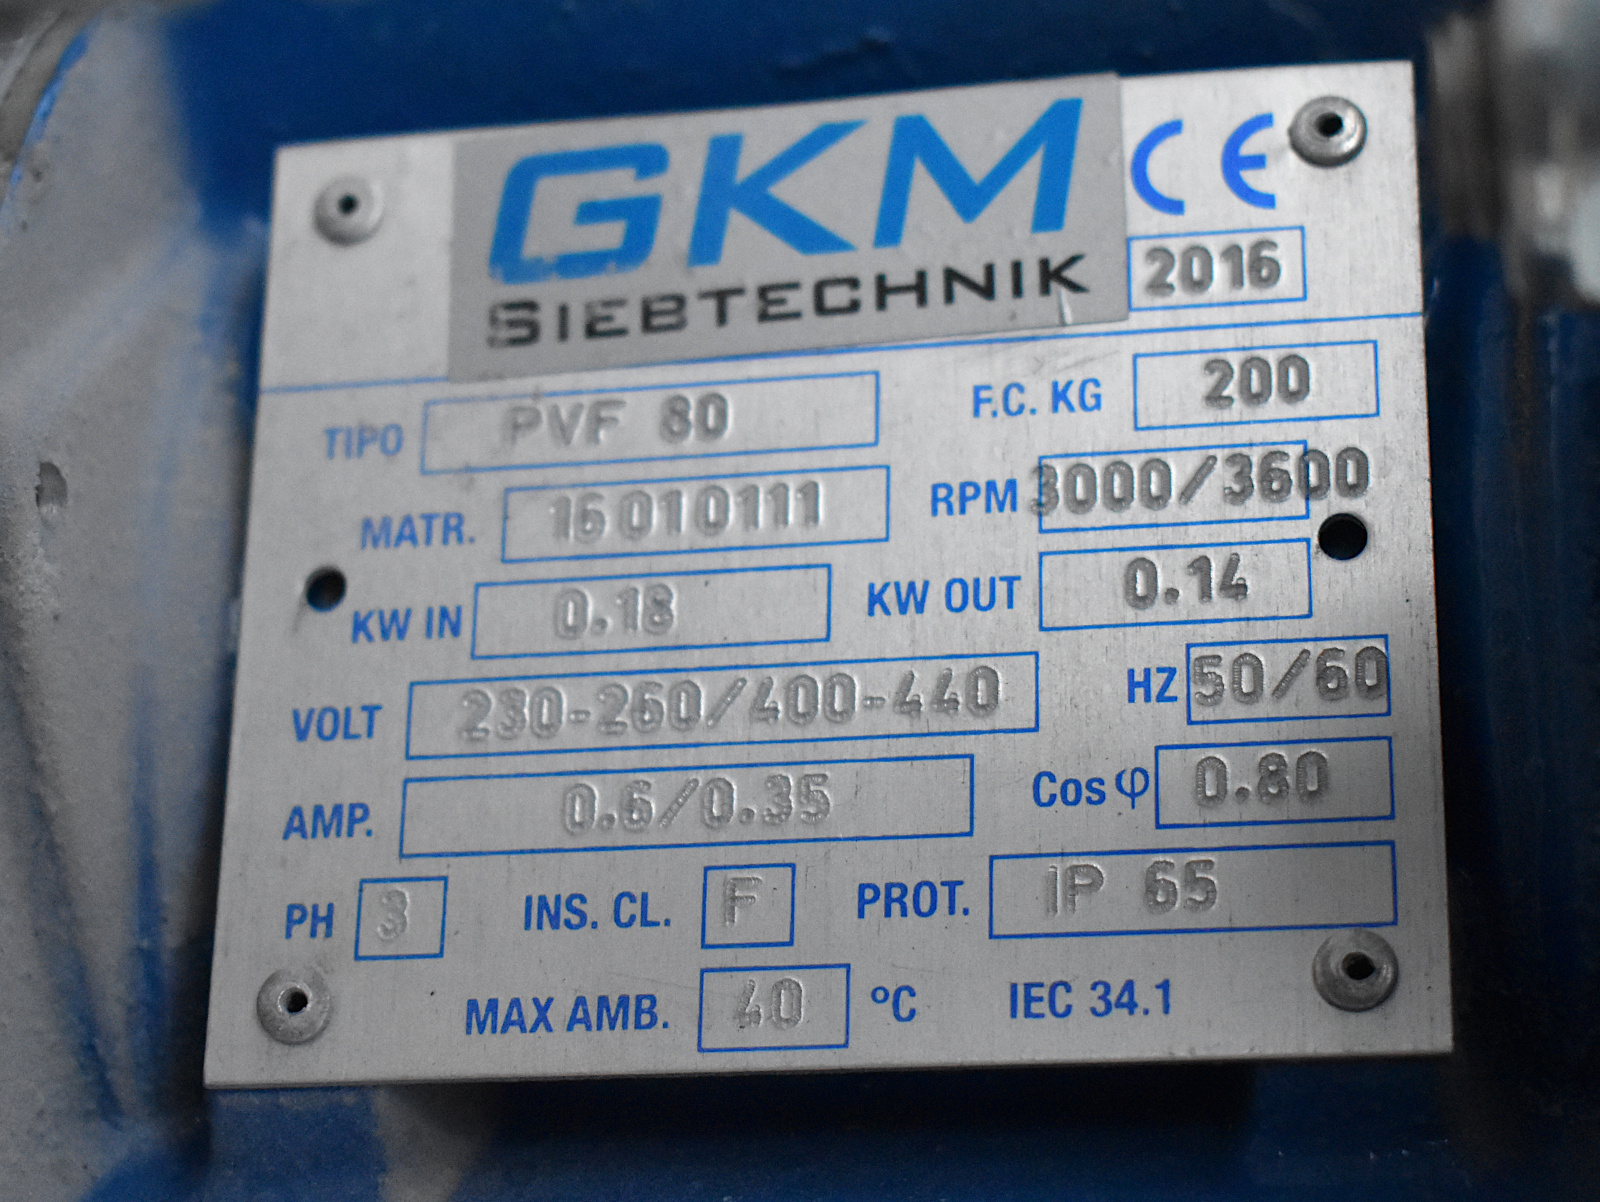 GKM CE
SIEBTECHNIK 2016
TIPO PVF 80 F.C. KG 200
MATR. 16010111 RPM 3000/3600
KW IN 0.18 KW OUT 0.14
VOLT 230-260/400-440 HZ 50/60
AMP. 0.6/0.35 Cos φ 0.80
PH 3 INS. CL. F PROT. IP 65
MAX AMB. 40 °C IEC 34.1